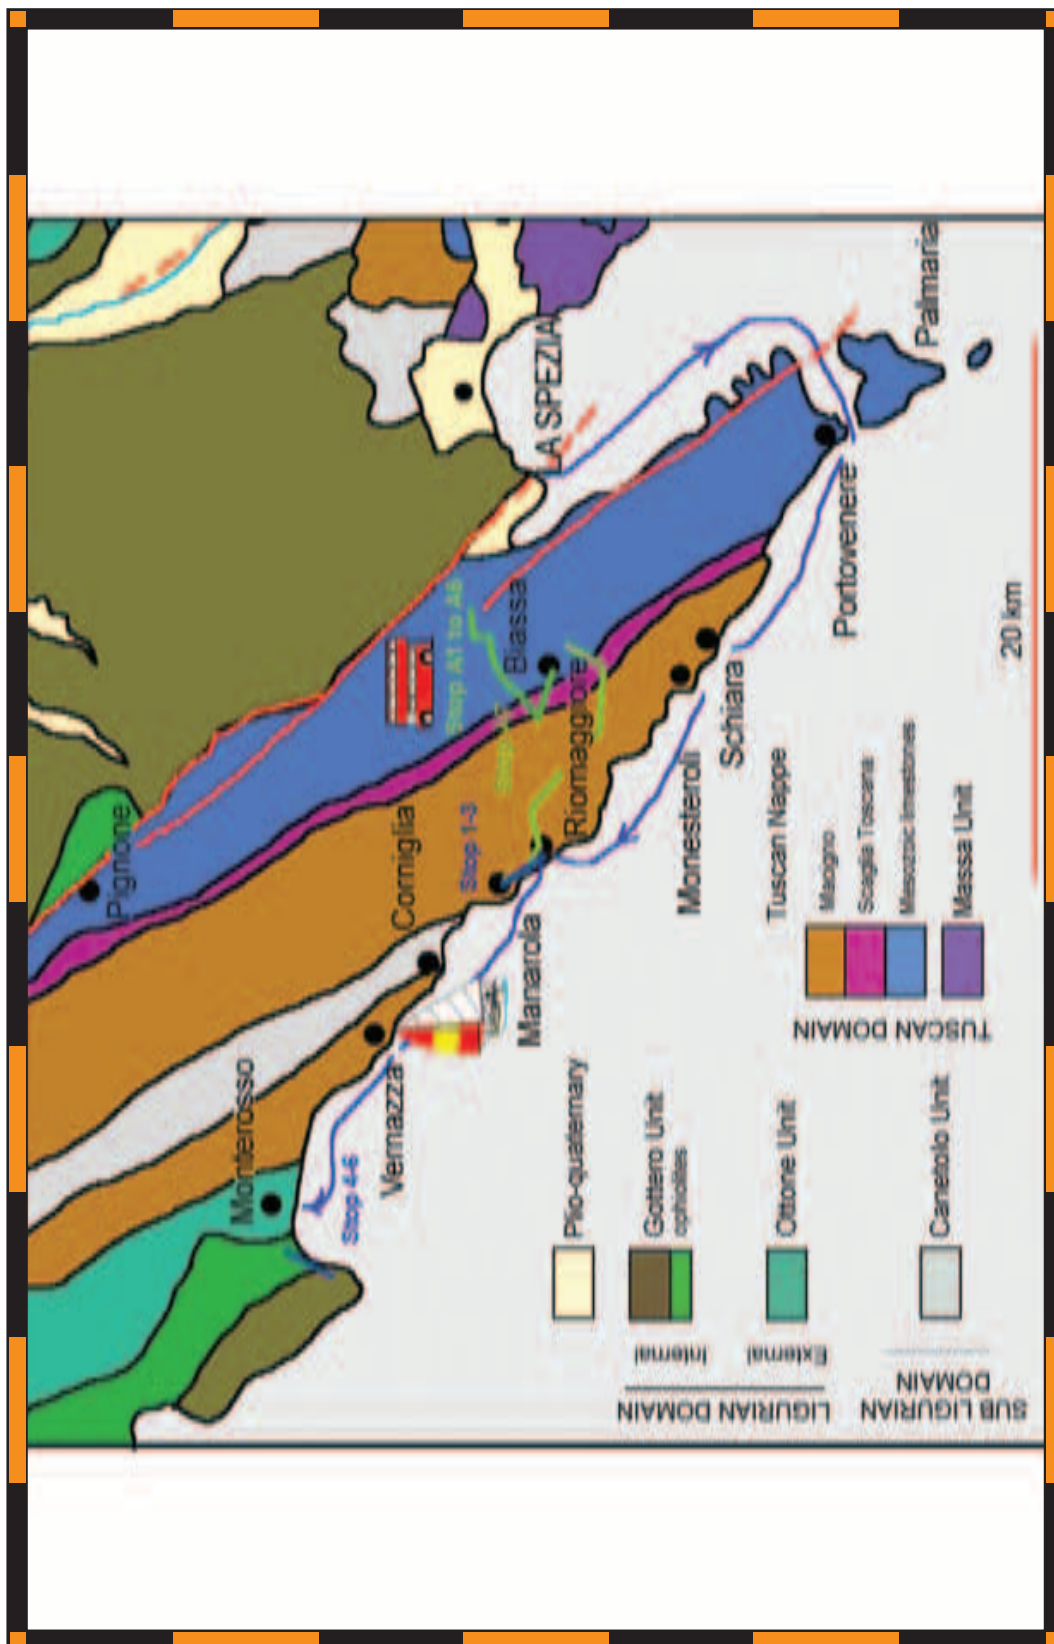 Pignone
Monterosso
Vernazza
Corniglia
Manarola
Riomaggiore
Biassa
LA SPEZIA
Monesteroli
Schiara
Portovenere
Palmaria
Stop 4-6
Stop 1-3
Stop A1 to A6
20 km
LIGURIAN DOMAIN
Internal
External
Plio-quaternary
Gottero Unit
ophiolites
Ottone Unit
SUB LIGURIAN
DOMAIN
Canetolo Unit
TUSCAN DOMAIN
Tuscan Nappe
Macigno
Scaglia Toscana
Mesozoic limestones
Massa Unit